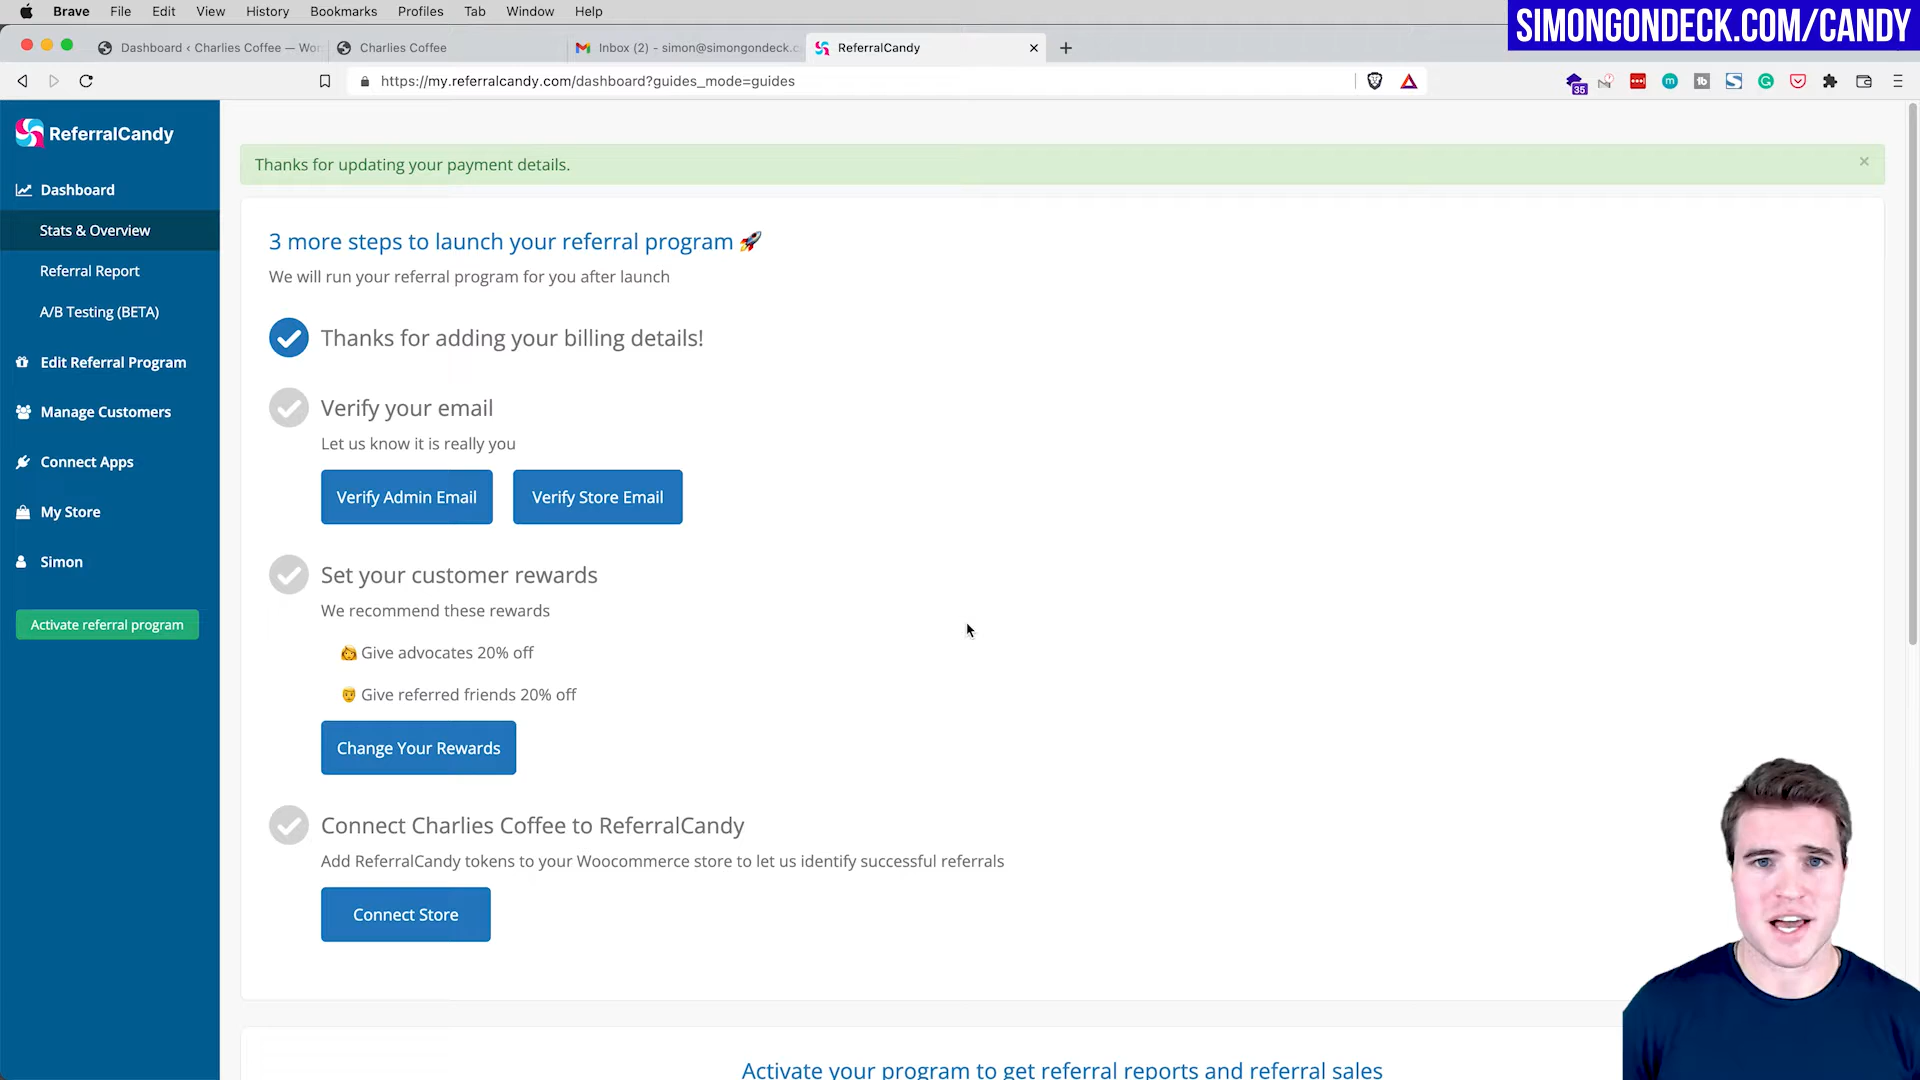 Brave File Edit View History Bookmarks Profiles Tab Window Help
SIMONGONDECK.COM/CANDY
Dashboard ‹ Charlies Coffee — Wor
Charlies Coffee
Inbox (2) - simon@simongondeck.c
ReferralCandy
https://my.referralcandy.com/dashboard?guides_mode=guides
35
ReferralCandy
Dashboard
Stats & Overview
Referral Report
A/B Testing (BETA)
Edit Referral Program
Manage Customers
Connect Apps
My Store
Simon
Activate referral program
Thanks for updating your payment details.
3 more steps to launch your referral program 🚀
We will run your referral program for you after launch
Thanks for adding your billing details!
Verify your email
Let us know it is really you
Verify Admin Email
Verify Store Email
Set your customer rewards
We recommend these rewards
Give advocates 20% off
Give referred friends 20% off
Change Your Rewards
Connect Charlies Coffee to ReferralCandy
Add ReferralCandy tokens to your Woocommerce store to let us identify successful referrals
Connect Store
Activate your program to get referral reports and referral sales